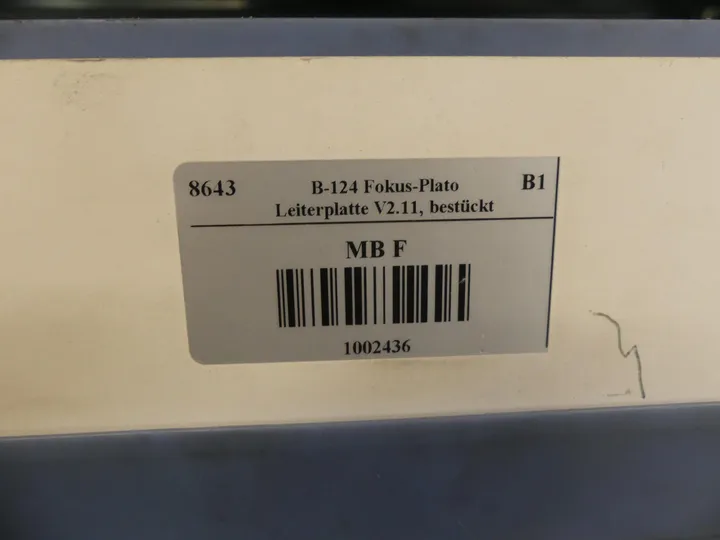 8643 B-124 Fokus-Plato B1
Leiterplatte V2.11, bestückt
MB F
1002436